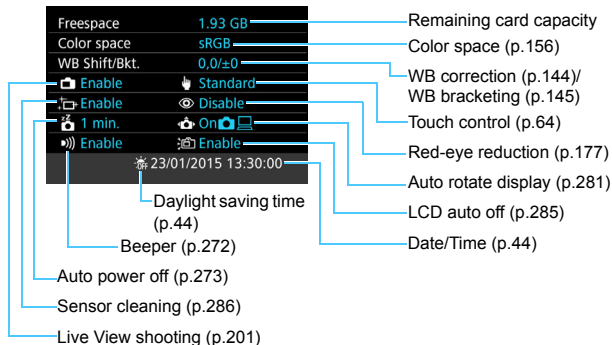 Freespace 1.93 GB
Color space sRGB
WB Shift/Bkt. 0,0/±0
Enable Standard
Enable Disable
1 min. On
Enable Enable
23/01/2015 13:30:00
Remaining card capacity
Color space (p.156)
WB correction (p.144)/
WB bracketing (p.145)
Touch control (p.64)
Red-eye reduction (p.177)
Auto rotate display (p.281)
LCD auto off (p.285)
Date/Time (p.44)
Daylight saving time
(p.44)
Beeper (p.272)
Auto power off (p.273)
Sensor cleaning (p.286)
Live View shooting (p.201)